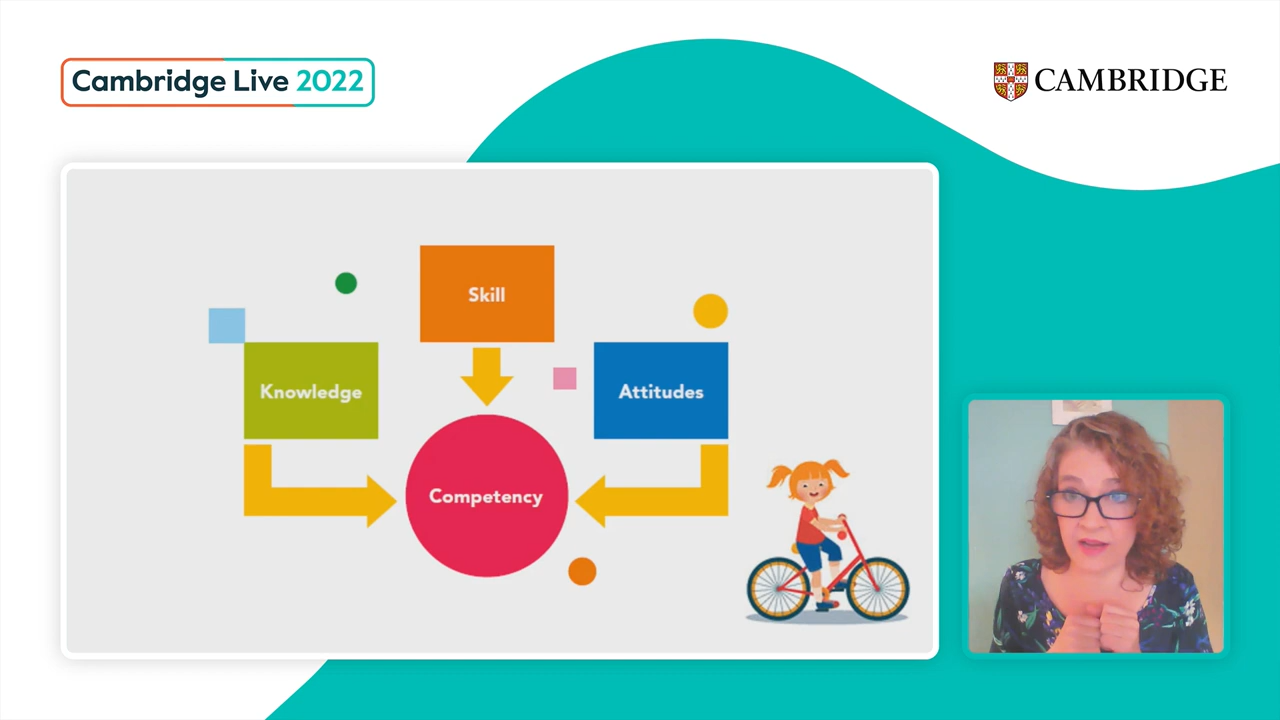 Cambridge Live 2022
CAMBRIDGE
Skill
Knowledge
Attitudes
Competency